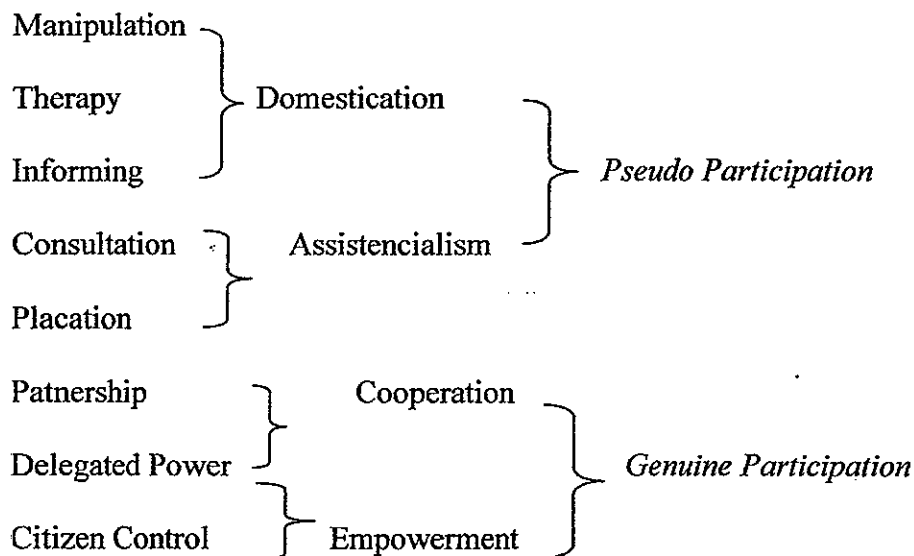 Manipulation
Therapy Domestication
Informing Pseudo Participation
Consultation Assistencialism
Placation
Patnership Cooperation
Delegated Power Genuine Participation
Citizen Control Empowerment